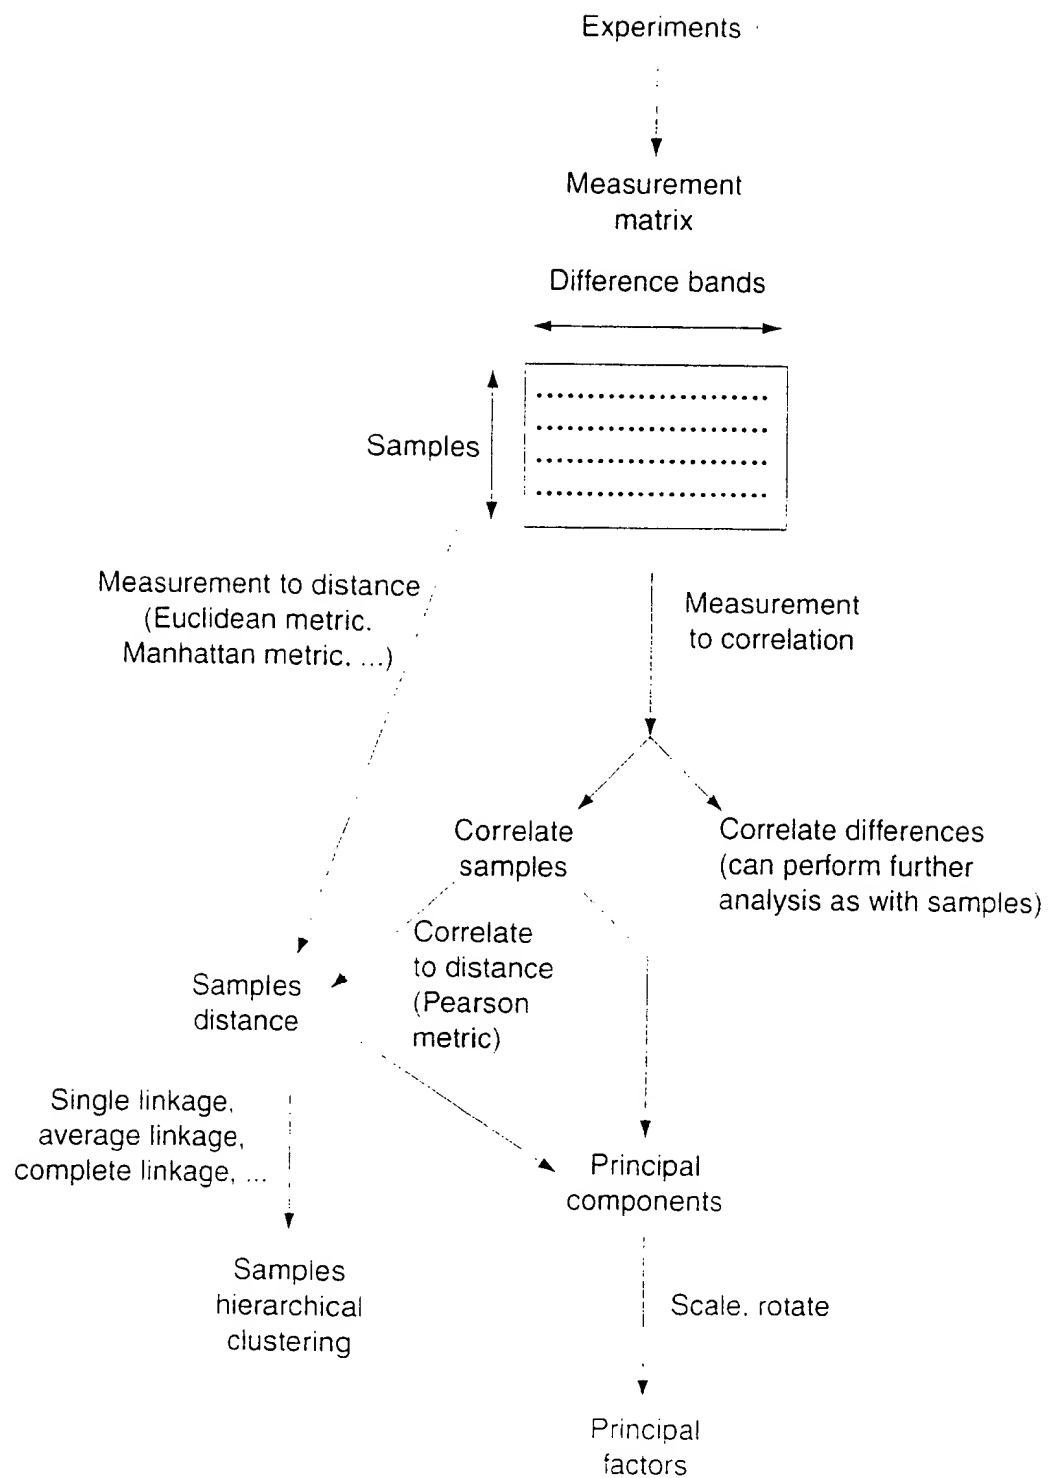 Experiments
Measurement
matrix
Difference bands
Samples
Measurement to distance
(Euclidean metric.
Manhattan metric. ...)
Measurement
to correlation
Correlate
samples
Correlate differences
(can perform further
analysis as with samples)
Correlate
to distance
(Pearson
metric)
Samples
distance
Single linkage,
average linkage,
complete linkage, ...
Principal
components
Samples
hierarchical
clustering
Scale. rotate
Principal
factors